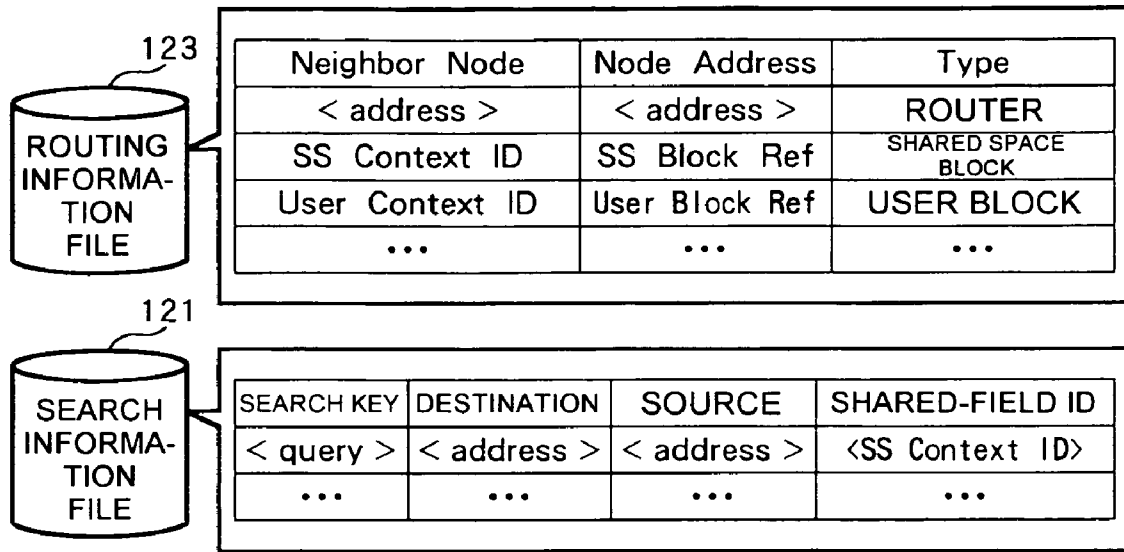 123
ROUTING
INFORMA-
TION
FILE
Neighbor Node Node Address Type
< address > < address > ROUTER
SS Context ID SS Block Ref SHARED SPACE
BLOCK
User Context ID User Block Ref USER BLOCK
••• ••• •••
121
SEARCH
INFORMA-
TION
FILE
SEARCH KEY DESTINATION SOURCE SHARED-FIELD ID
< query > < address > < address > <SS Context ID>
••• ••• ••• •••